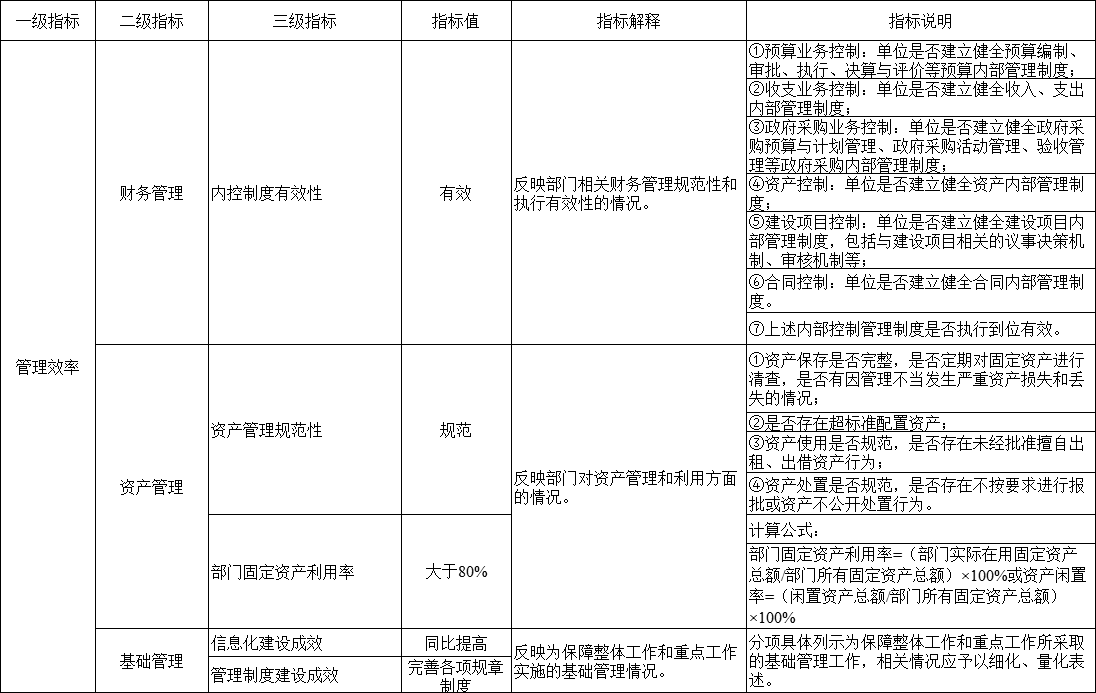 一级指标 二级指标 三级指标 指标值 指标解释 指标说明
管理效率
财务管理
内控制度有效性
有效
反映部门相关财务管理规范性和
执行有效性的情况。
①预算业务控制：单位是否建立健全预算编制、
审批、执行、决算与评价等预算内部管理制度；
②收支业务控制：单位是否建立健全收入、支出
内部管理制度；
③政府采购业务控制：单位是否建立健全政府采
购预算与计划管理、政府采购活动管理、验收管
理等政府采购内部管理制度；
④资产控制：单位是否建立健全资产内部管理制
度；
⑤建设项目控制：单位是否建立健全建设项目内
部管理制度，包括与建设项目相关的议事决策机
制、审核机制等；
⑥合同控制：单位是否建立健全合同内部管理制
度。
⑦上述内部控制管理制度是否执行到位有效。
资产管理
资产管理规范性
规范
反映部门对资产管理和利用方面
的情况。
①资产保存是否完整，是否定期对固定资产进行
清查，是否有因管理不当发生严重资产损失和丢
失的情况；
②是否存在超标准配置资产；
③资产使用是否规范，是否存在未经批准擅自出
租、出借资产行为；
④资产处置是否规范，是否存在不按要求进行报
批或资产不公开处置行为。
部门固定资产利用率
大于80%
计算公式：
部门固定资产利用率=（部门实际在用固定资产
总额/部门所有固定资产总额）×100%或资产闲置
率=（闲置资产总额/部门所有固定资产总额）
×100%
基础管理
信息化建设成效
同比提高
管理制度建设成效
完善各项规章
制度
反映为保障整体工作和重点工作
实施的基础管理情况。
分项具体列示为保障整体工作和重点工作所采取
的基础管理工作，相关情况应予以细化、量化表
述。